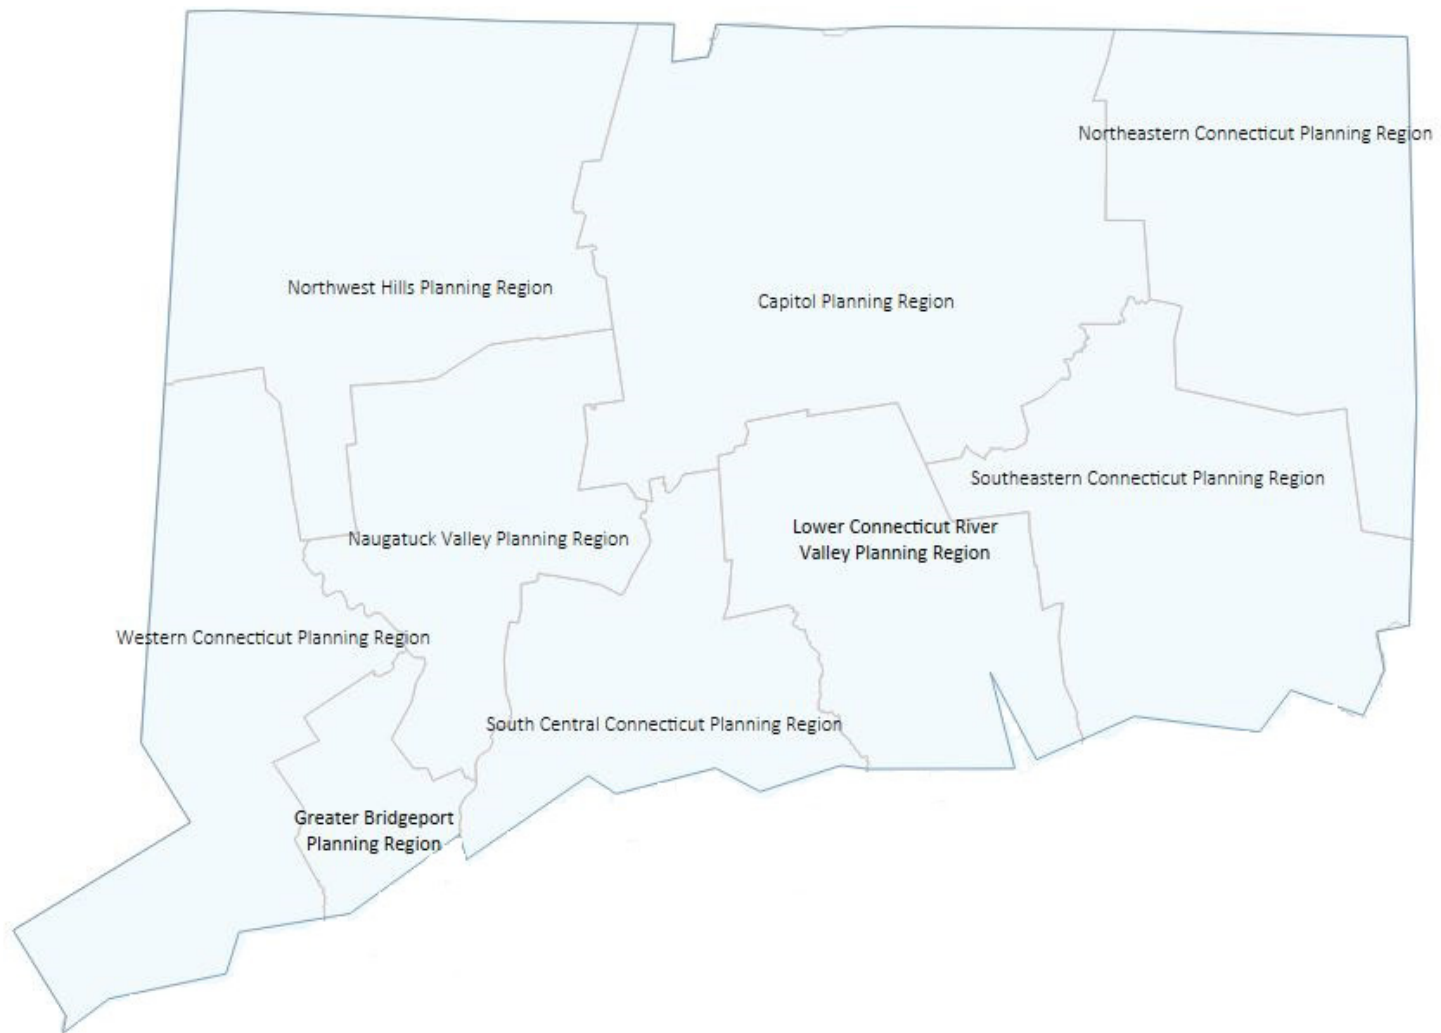 Northeastern Connecticut Planning Region
Northwest Hills Planning Region
Capitol Planning Region
Southeastern Connecticut Planning Region
Lower Connecticut River
Valley Planning Region
Naugatuck Valley Planning Region
Western Connecticut Planning Region
South Central Connecticut Planning Region
Greater Bridgeport
Planning Region